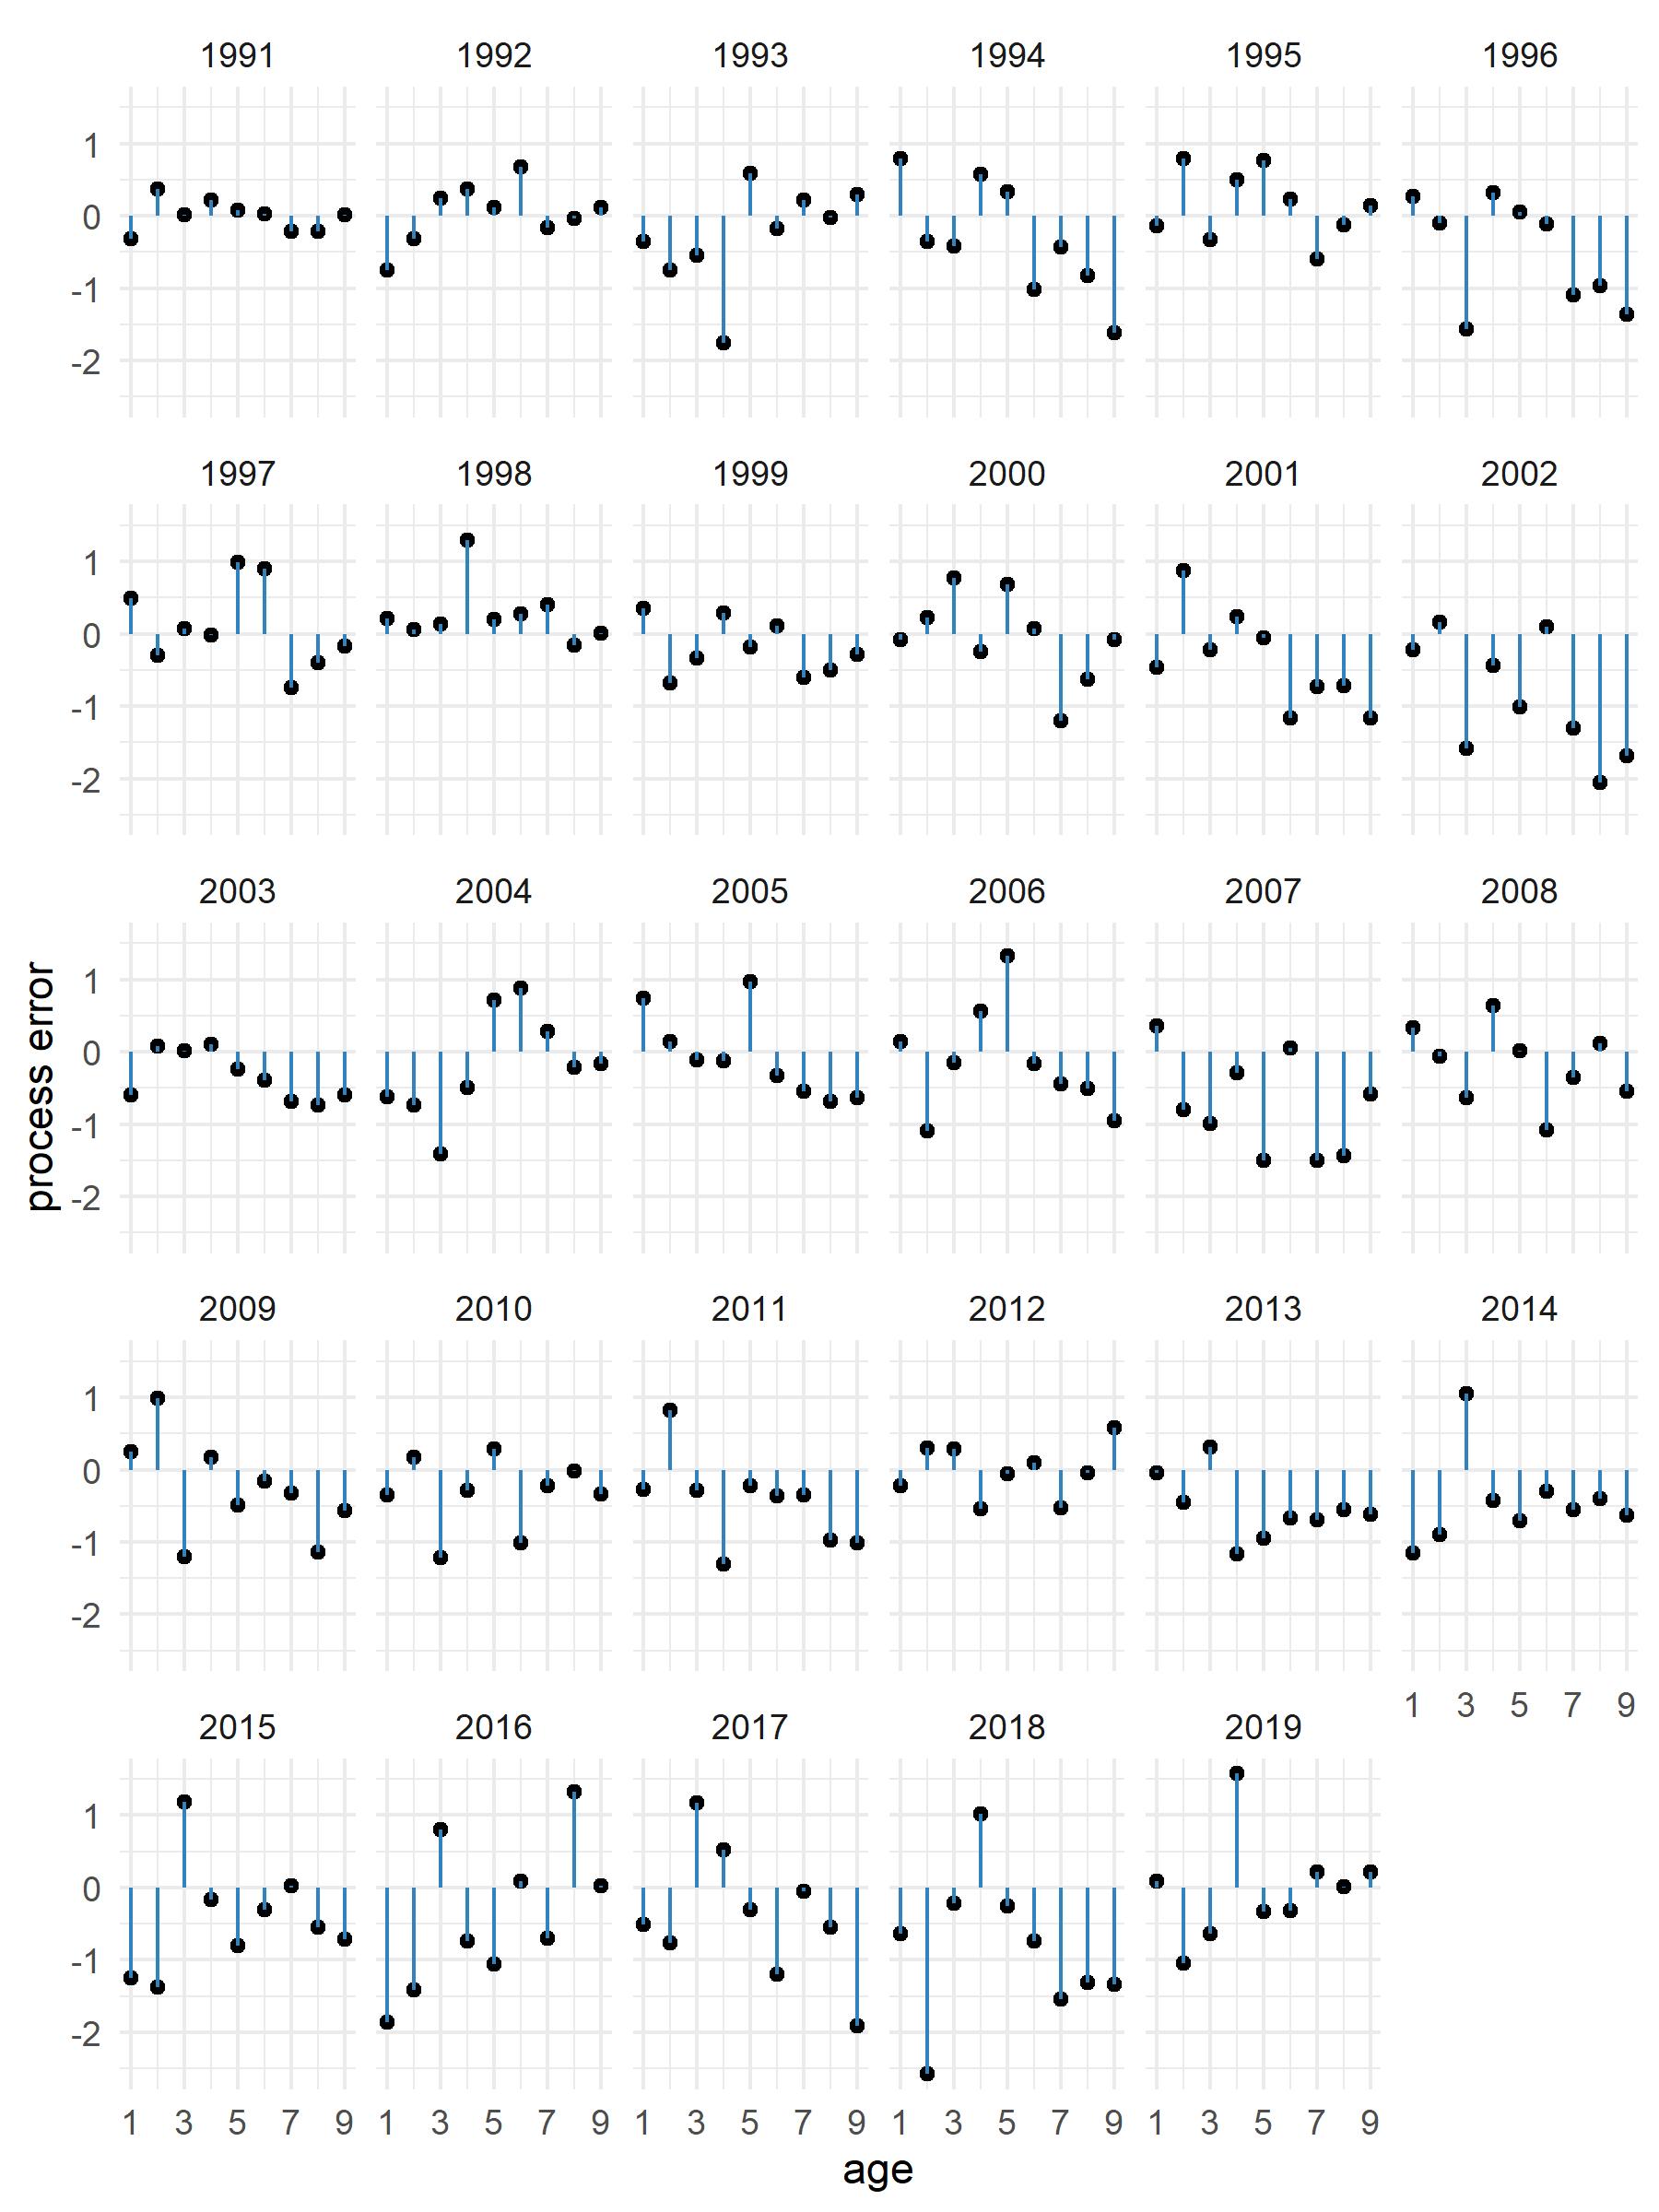 1991 1992 1993 1994 1995 1996
1
0
-1
-2
1997 1998 1999 2000 2001 2002
1
0
-1
-2
2003 2004 2005 2006 2007 2008
process error
1
0
-1
-2
2009 2010 2011 2012 2013 2014
1
0
-1
-2
1 3 5 7 9
2015 2016 2017 2018 2019
1
0
-1
-2
1 3 5 7 9 1 3 5 7 9 1 3 5 7 9 1 3 5 7 9 1 3 5 7 9
age